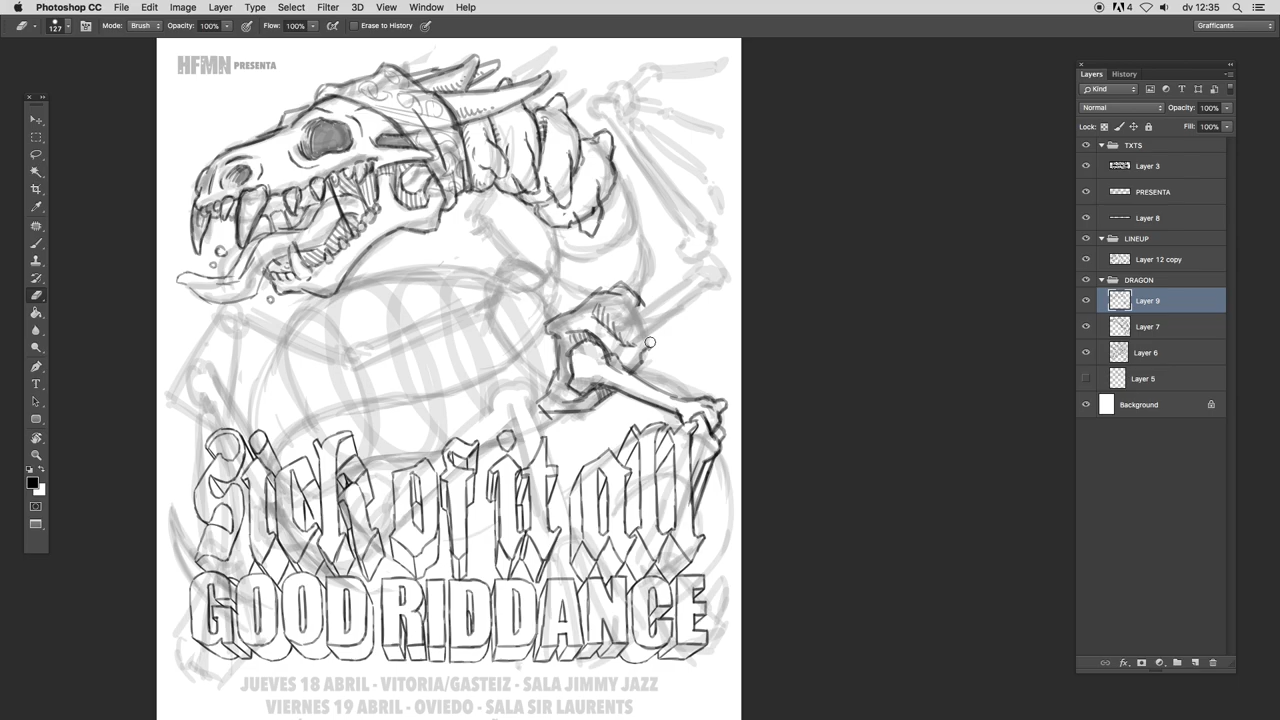 Photoshop CC File Edit Image Layer Type Select Filter 3D View Window Help 4 dv 12:35
127 Mode: Brush Opacity: 100% Flow: 100% Erase to History Grafficants
HFMN PRESENTA
Layers History
Kind
Normal Opacity: 100%
Lock: Fill: 100%
TXTS
Layer 3
PRESENTA
Layer 8
LINEUP
Layer 12 copy
DRAGON
Layer 9
Layer 7
Layer 6
Layer 5
Background
fx
Sick of it all
GOOD RIDDANCE
JUEVES 18 ABRIL - VITORIA/GASTEIZ - SALA JIMMY JAZZ
VIERNES 19 ABRIL - OVIEDO - SALA SIR LAURENTS